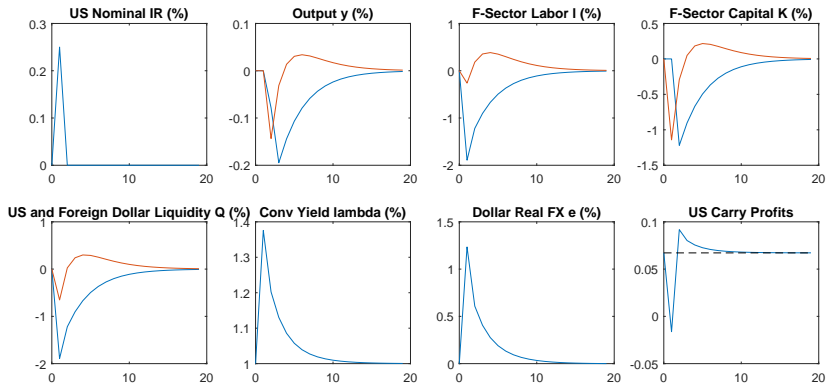 US Nominal IR (%)
0.3
0.2
0.1
0
0 10 20
Output y (%)
0.1
0
-0.1
-0.2
0 10 20
F-Sector Labor l (%)
1
0
-1
-2
0 10 20
F-Sector Capital K (%)
0.5
0
-0.5
-1
-1.5
0 10 20
US and Foreign Dollar Liquidity Q (%)
1
0
-1
-2
0 10 20
Conv Yield lambda (%)
1.4
1.3
1.2
1.1
1
0 10 20
Dollar Real FX e (%)
1.5
1
0.5
0
0 10 20
US Carry Profits
0.1
0.05
0
-0.05
0 10 20